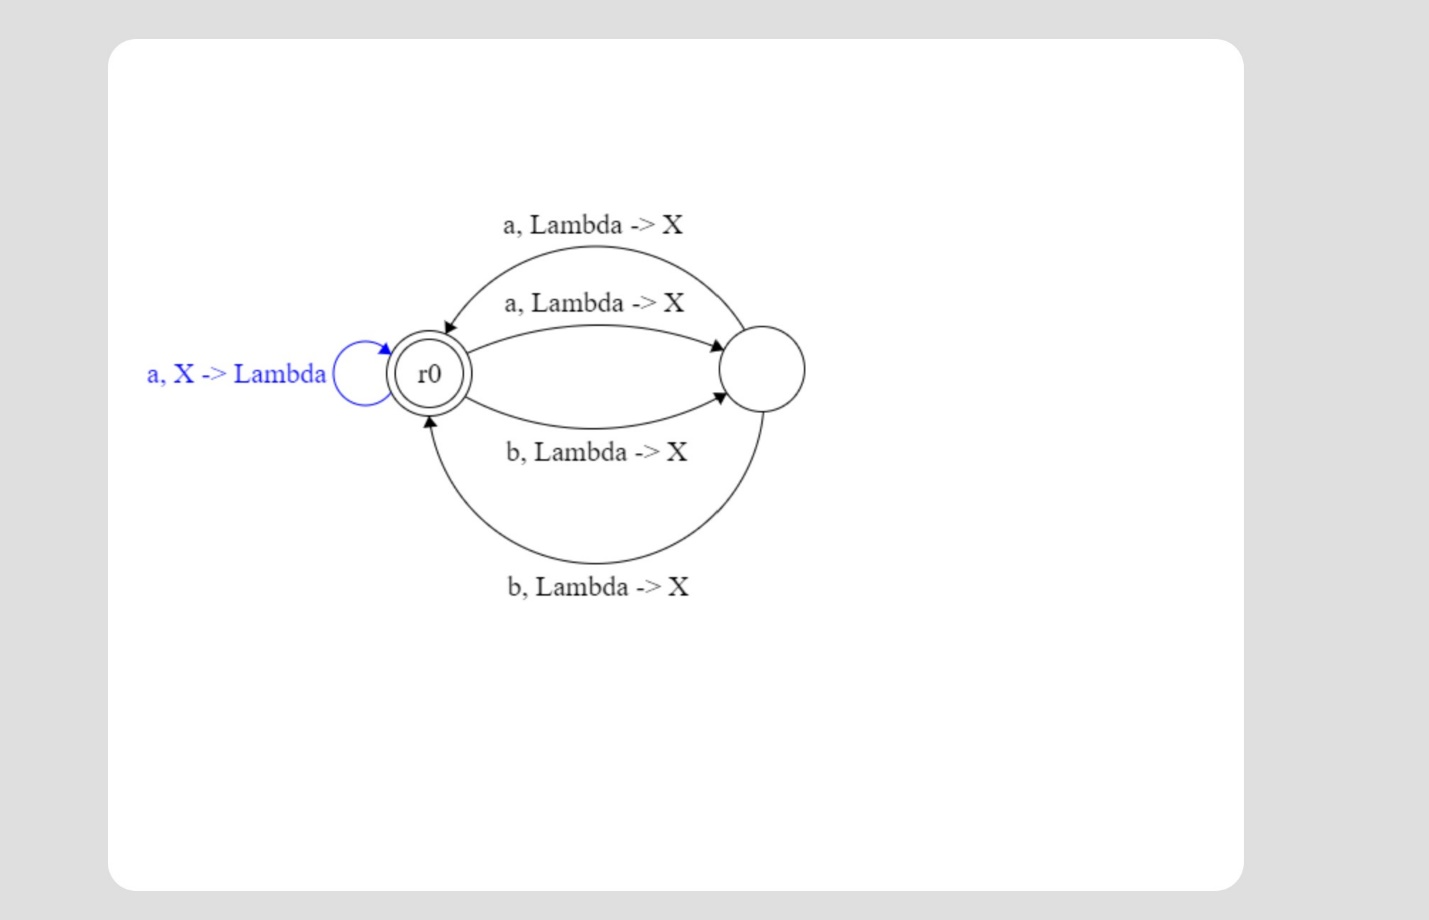 a, Lambda -> X
a, Lambda -> X
a, X -> Lambda
r0
b, Lambda -> X
b, Lambda -> X